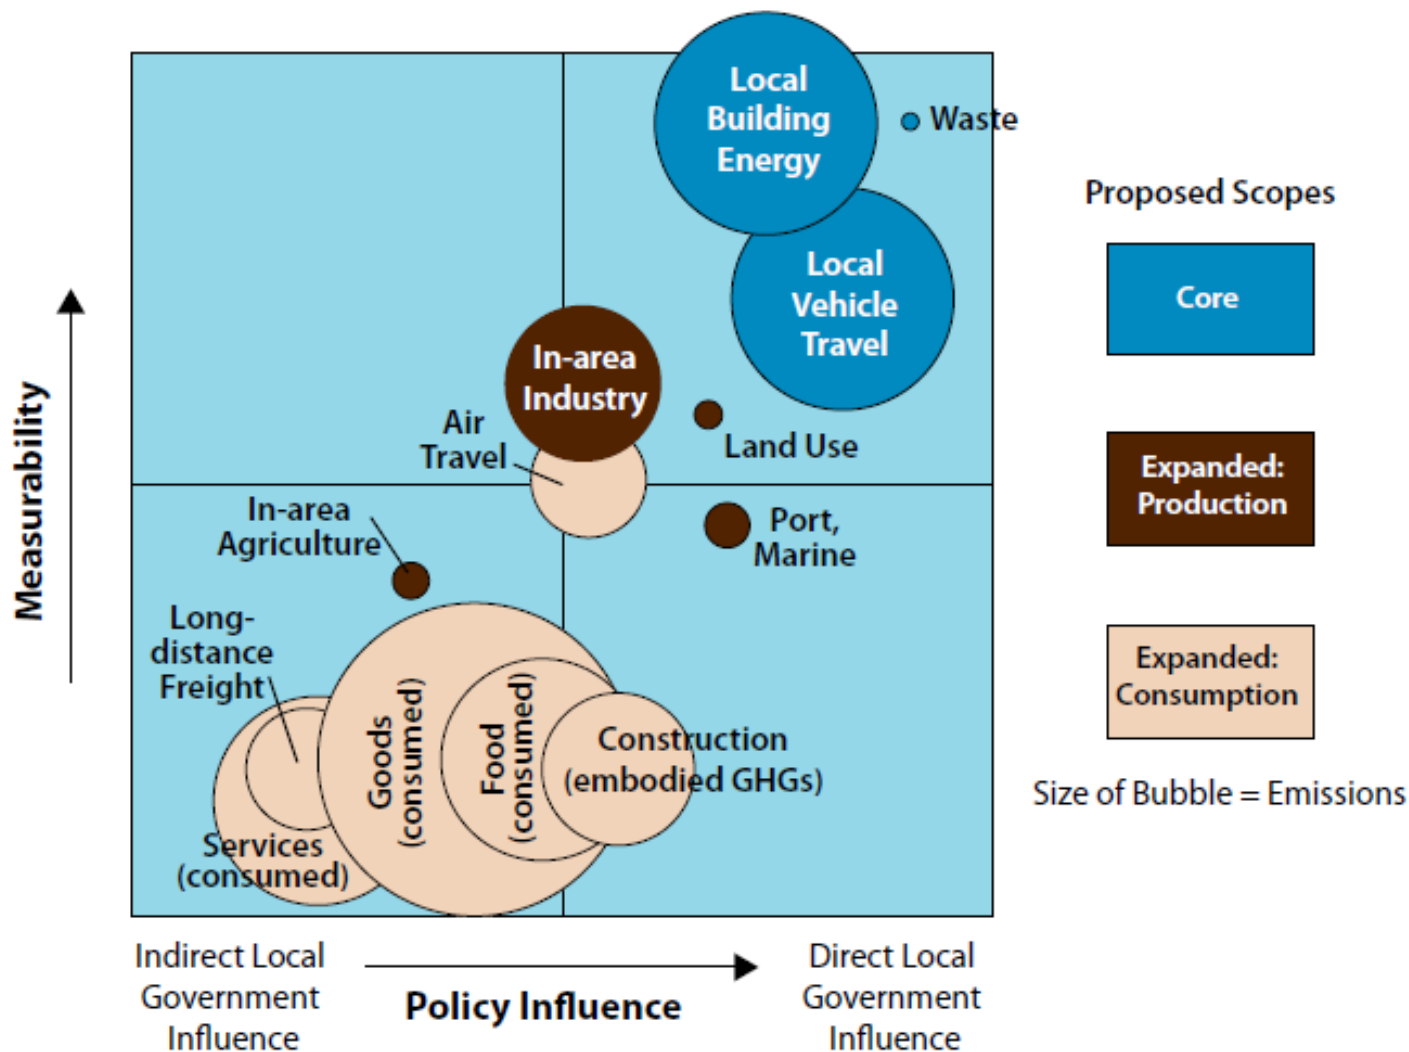 Local
Building
Energy
Waste
Local
Vehicle
Travel
In-area
Industry
Air
Travel
Land Use
In-area
Agriculture
Port,
Marine
Long-
distance
Freight
Goods
(consumed)
Food
(consumed)
Construction
(embodied GHGs)
Services
(consumed)
Measurability
Indirect Local
Government
Influence
Policy Influence
Direct Local
Government
Influence
Proposed Scopes
Core
Expanded:
Production
Expanded:
Consumption
Size of Bubble = Emissions